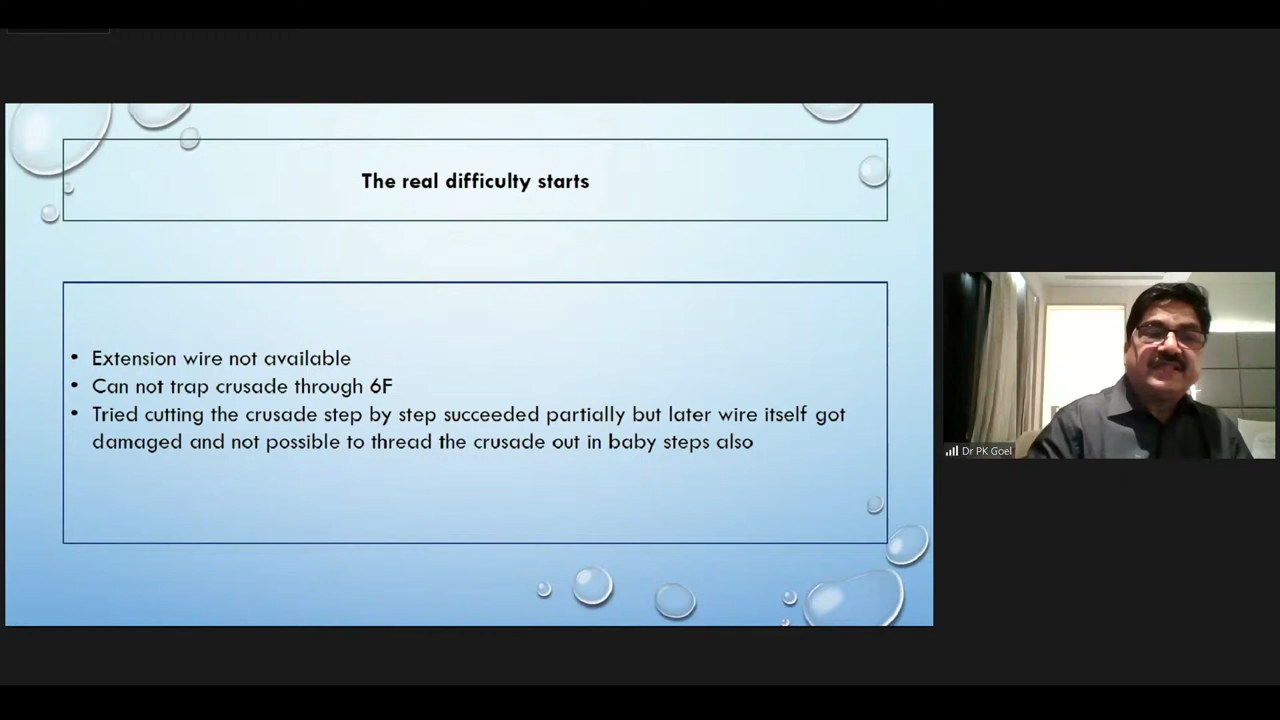 The real difficulty starts
• Extension wire not available
• Can not trap crusade through 6F
• Tried cutting the crusade step by step succeeded partially but later wire itself got
damaged and not possible to thread the crusade out in baby steps also
Dr PK Goel